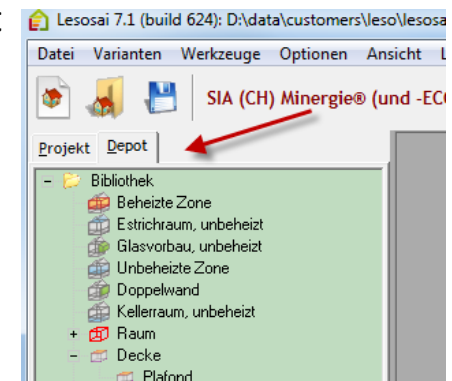 Lesosai 7.1 (build 624): D:\data\customers\leso\lesosa
Datei Varianten Werkzeuge Optionen Ansicht L
SIA (CH) Minergie® (und -EC
Projekt Depot
Bibliothek
Beheizte Zone
Estrichraum, unbeheizt
Glasvorbau, unbeheizt
Unbeheizte Zone
Doppelwand
Kellerraum, unbeheizt
Raum
Decke
Plafond